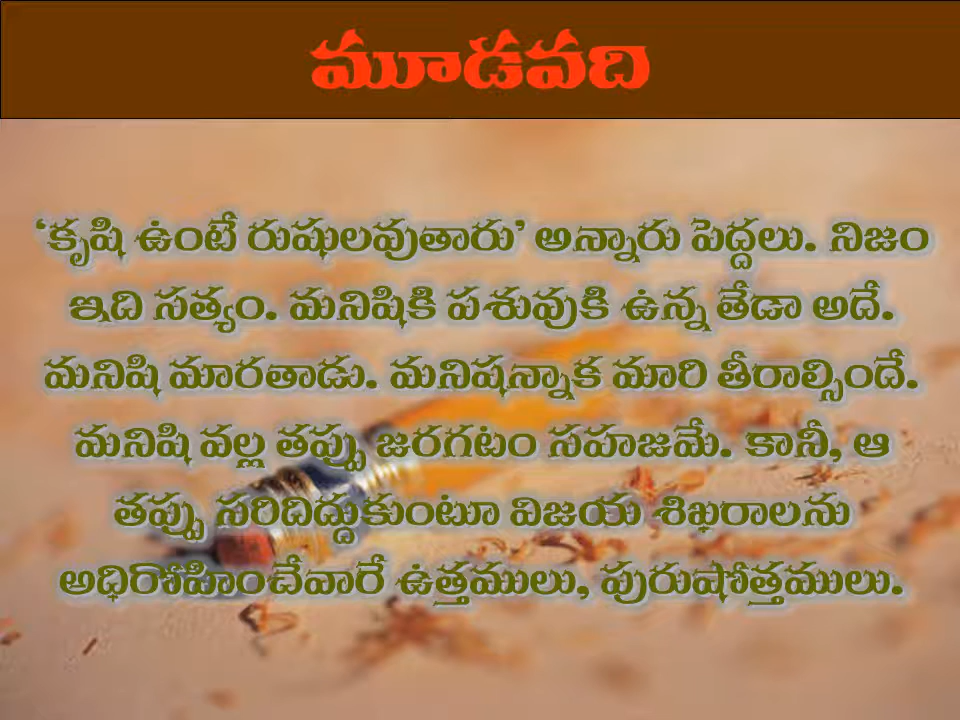 మూడవది
‘కృషి ఉంటే రుషులవుతారు’ అన్నారు పెద్దలు. నిజం
ఇది సత్యం. మనిషికి పశువుకి ఉన్న తేడా అదే.
మనిషి మారతాడు. మనిషన్నాక మారి తీరాల్సిందే.
మనిషి వల్ల తప్పు జరగటం సహజమే. కానీ, ఆ
తప్పు సరిదిద్దుకుంటూ విజయ శిఖరాలను
అధిరోహించేవారే ఉత్తములు, పురుషోత్తములు.